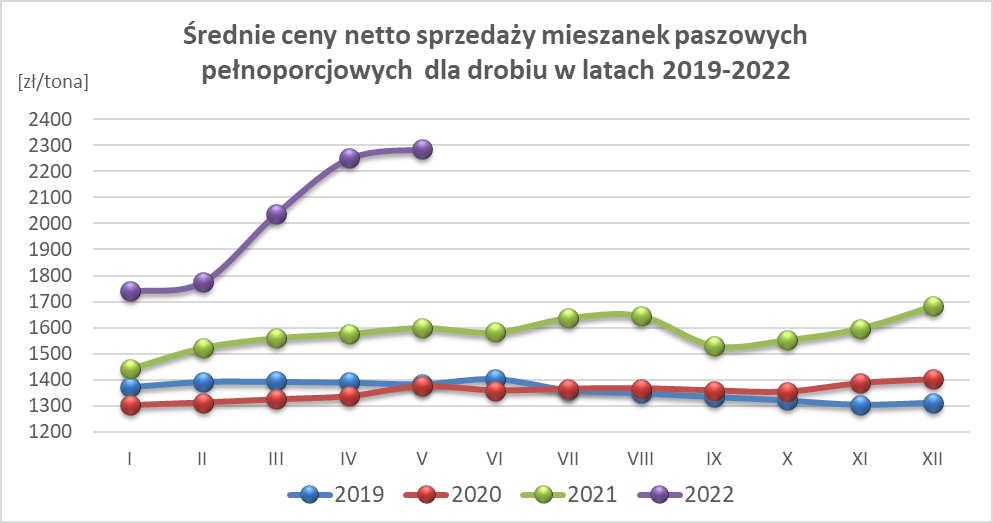 Średnie ceny netto sprzedaży mieszanek paszowych
pełnoporcjowych dla drobiu w latach 2019-2022
[zł/tona]
2400
2300
2200
2100
2000
1900
1800
1700
1600
1500
1400
1300
1200
I II III IV V VI VII VIII IX X XI XII
2019 2020 2021 2022